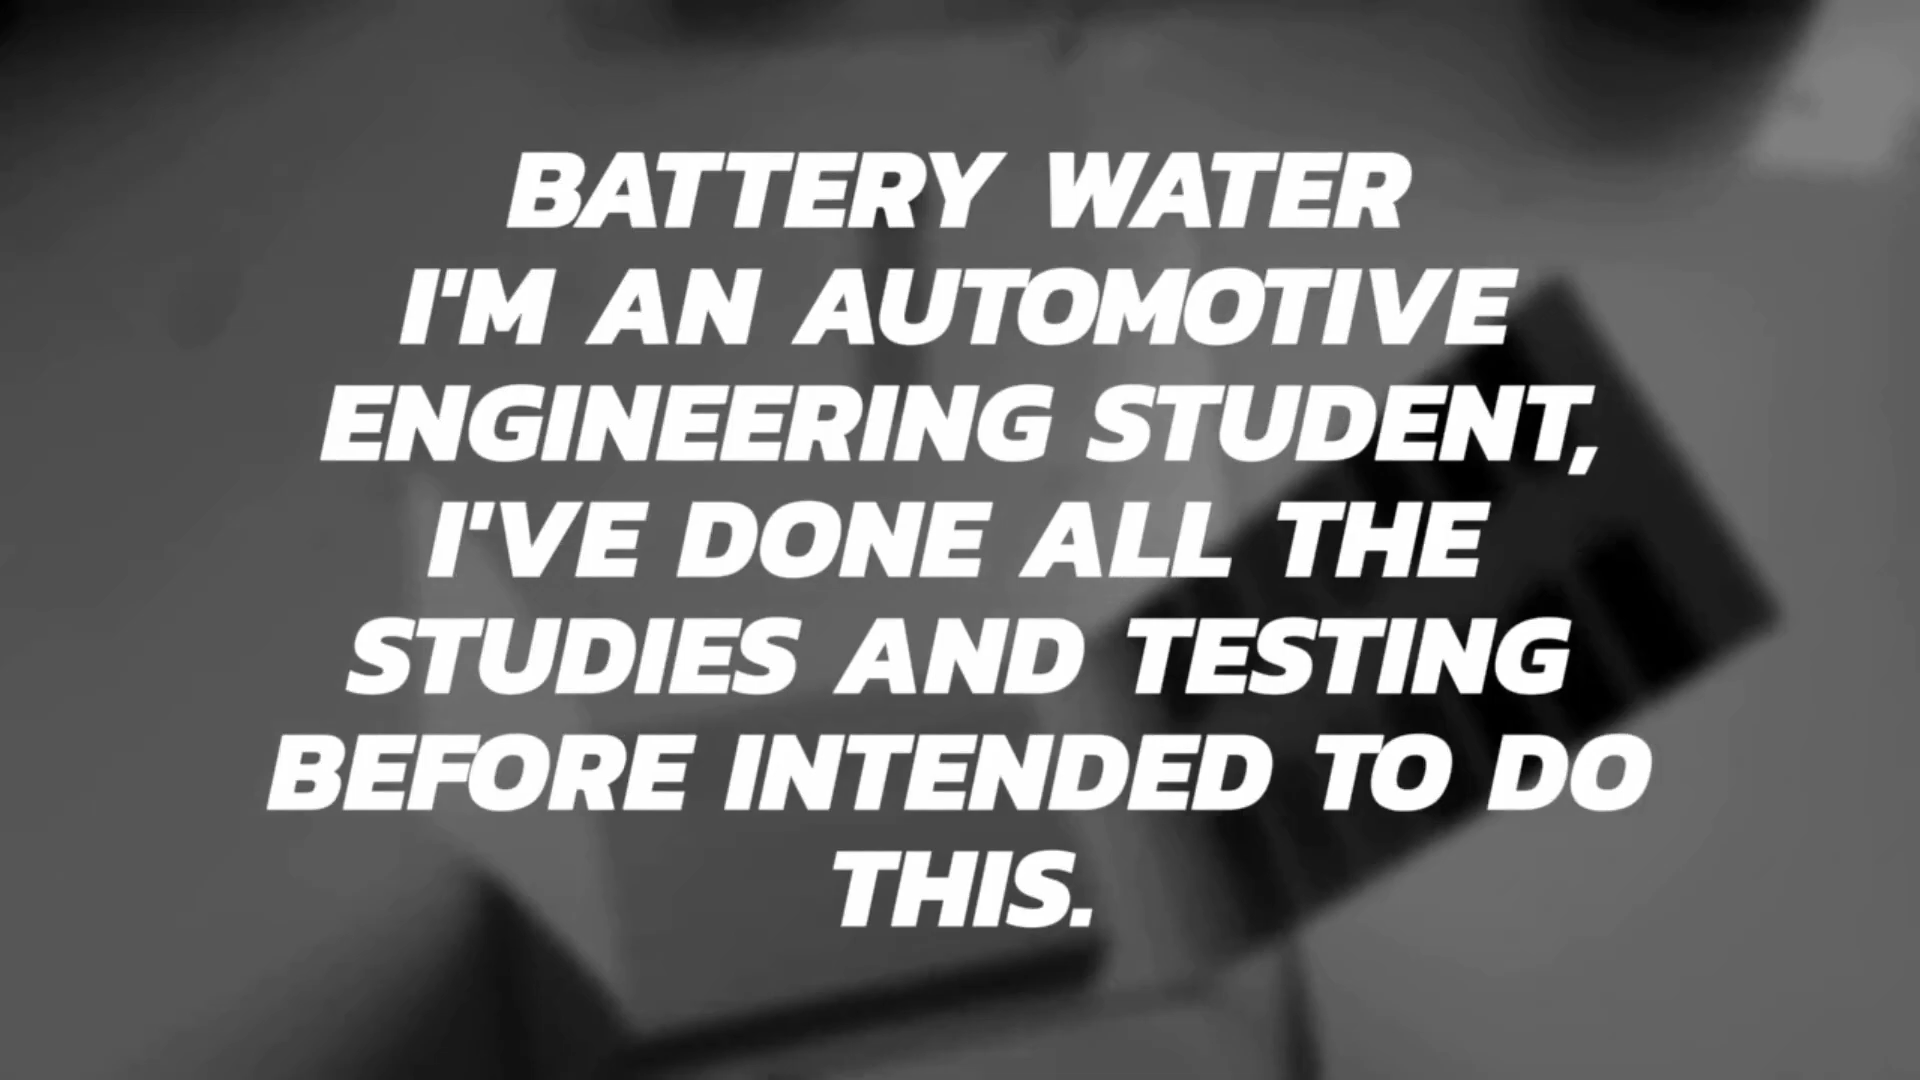 BATTERY WATER
I'M AN AUTOMOTIVE
ENGINEERING STUDENT,
I'VE DONE ALL THE
STUDIES AND TESTING
BEFORE INTENDED TO DO
THIS.